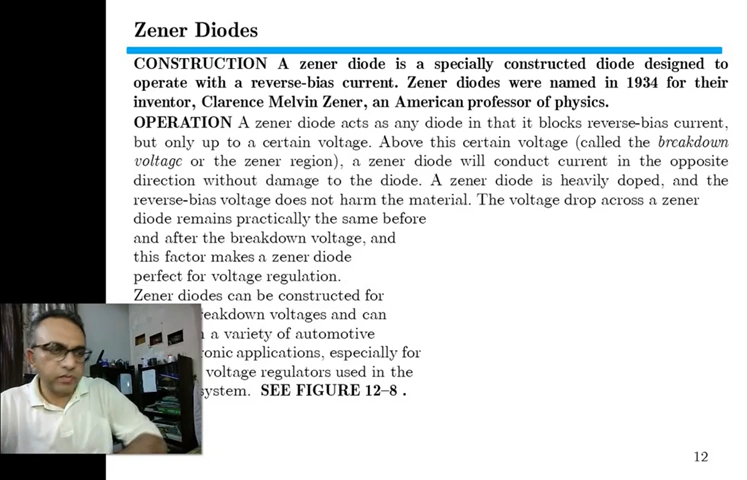 Zener Diodes
CONSTRUCTION A zener diode is a specially constructed diode designed to
operate with a reverse-bias current. Zener diodes were named in 1934 for their
inventor, Clarence Melvin Zener, an American professor of physics.
OPERATION A zener diode acts as any diode in that it blocks reverse-bias current,
but only up to a certain voltage. Above this certain voltage (called the breakdown
voltage or the zener region), a zener diode will conduct current in the opposite
direction without damage to the diode. A zener diode is heavily doped, and the
reverse-bias voltage does not harm the material. The voltage drop across a zener
diode remains practically the same before
and after the breakdown voltage, and
this factor makes a zener diode
perfect for voltage regulation.
Zener diodes can be constructed for
eakdown voltages and can
a variety of automotive
ronic applications, especially for
voltage regulators used in the
ystem. SEE FIGURE 12–8 .
12